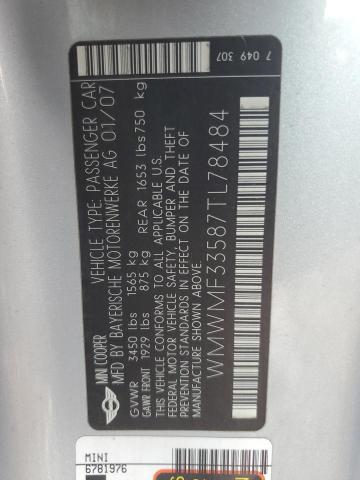 MINI COOPER
VEHICLE TYPE: PASSENGER CAR
MFD BY BAYERISCHE MOTORENWERKE AG 01/07
GVWR 3450 lbs 1565 kg
GAWR FRONT 1929 lbs 875 kg REAR 1653 lbs750 kg
THIS VEHICLE CONFORMS TO ALL APPLICABLE
FEDERAL MOTOR VEHICLE SAFETY, BUMPER AND THEFT
PREVENTION STANDARDS IN EFFECT ON THE DATE OF
MANUFACTURE SHOWN ABOVE.
WMWMF33587TL78484
7 049 307
MINI
6781976